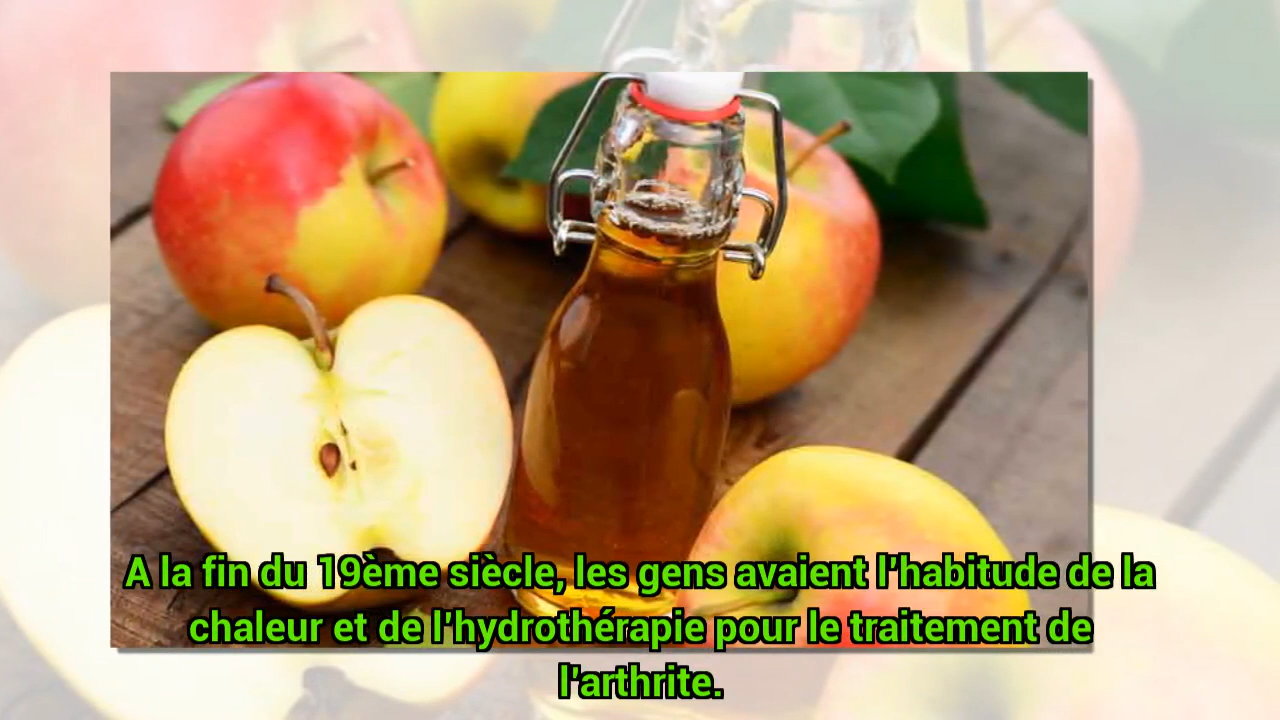 A la fin du 19ème siècle, les gens avaient l'habitude de la
chaleur et de l'hydrothérapie pour le traitement de
l'arthrite.